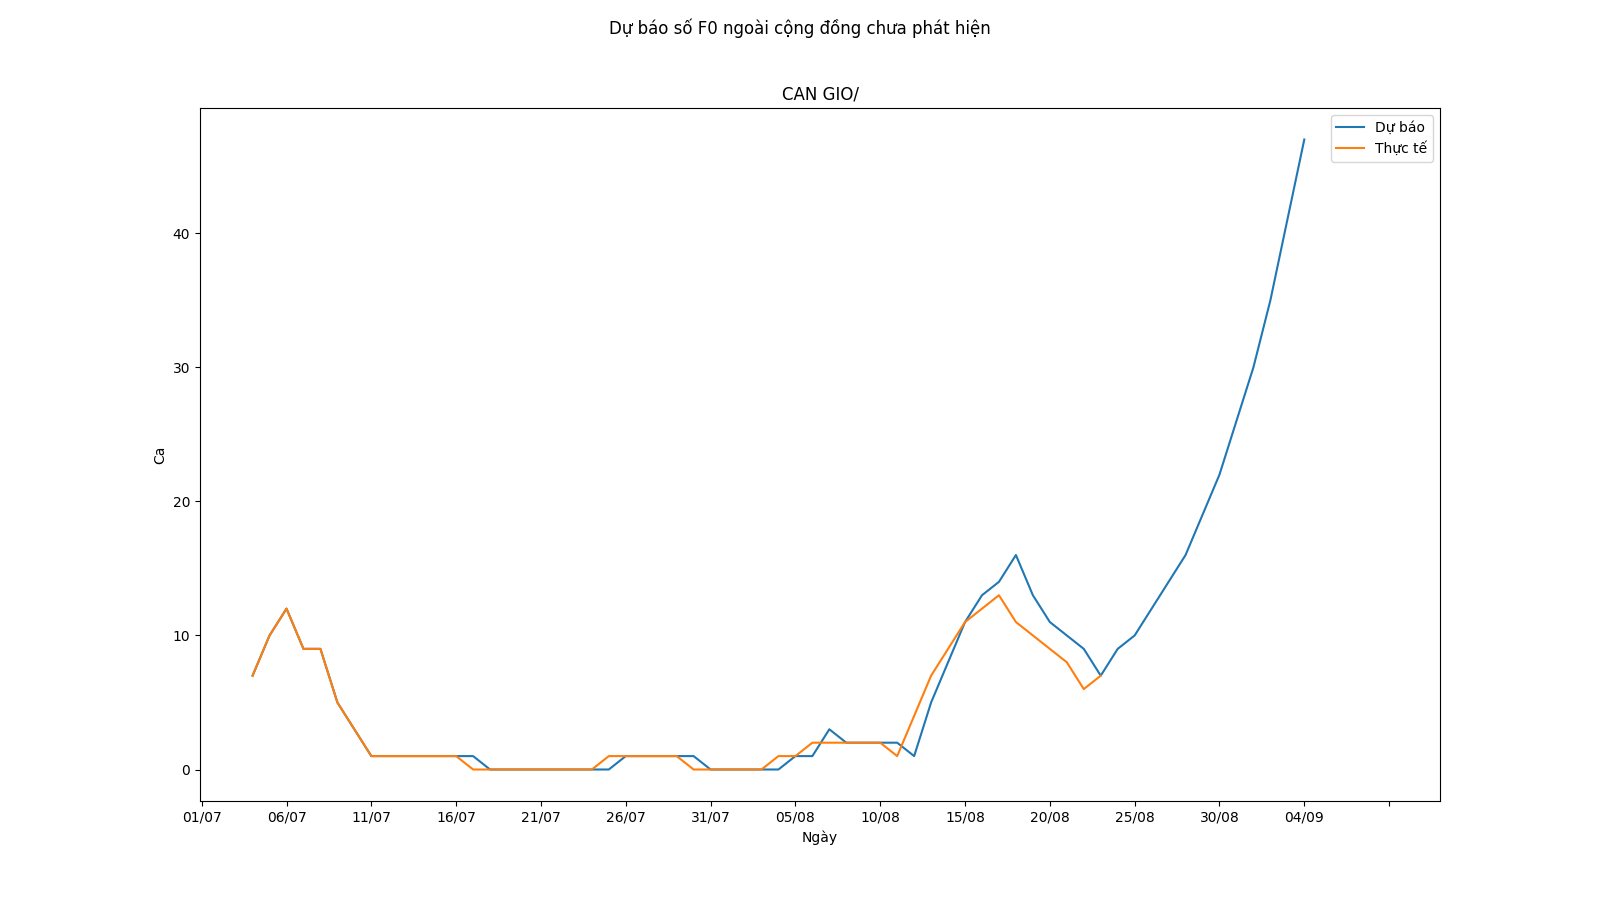 Dự báo số F0 ngoài cộng đồng chưa phát hiện
CAN GIO/
Dự báo
Thực tế
Ca
40
30
20
10
0
01/07 06/07 11/07 16/07 21/07 26/07 31/07 05/08 10/08 15/08 20/08 25/08 30/08 04/09
Ngày